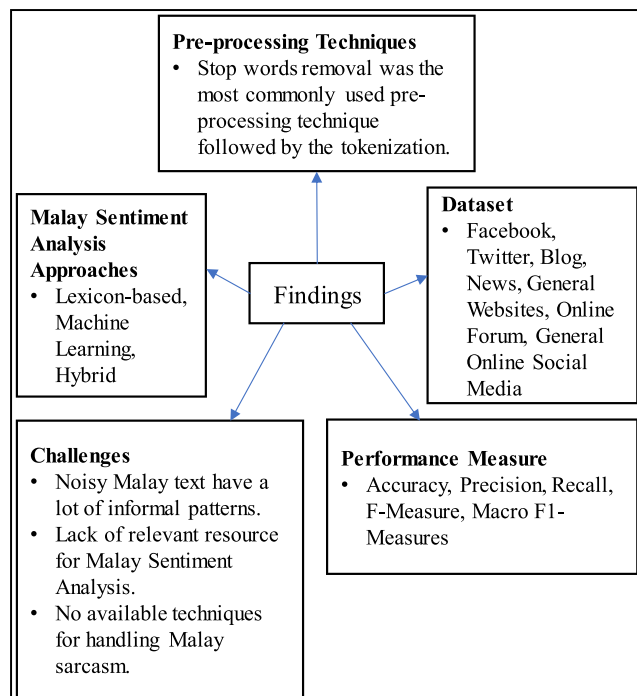 Pre-processing Techniques
• Stop words removal was the
most commonly used pre-
processing technique
followed by the tokenization.
Malay Sentiment
Analysis
Approaches
• Lexicon-based,
Machine
Learning,
Hybrid
Findings
Dataset
• Facebook,
Twitter, Blog,
News, General
Websites, Online
Forum, General
Online Social
Media
Challenges
• Noisy Malay text have a
lot of informal patterns.
• Lack of relevant resource
for Malay Sentiment
Analysis.
• No available techniques
for handling Malay
sarcasm.
Performance Measure
• Accuracy, Precision, Recall,
F-Measure, Macro F1-
Measures